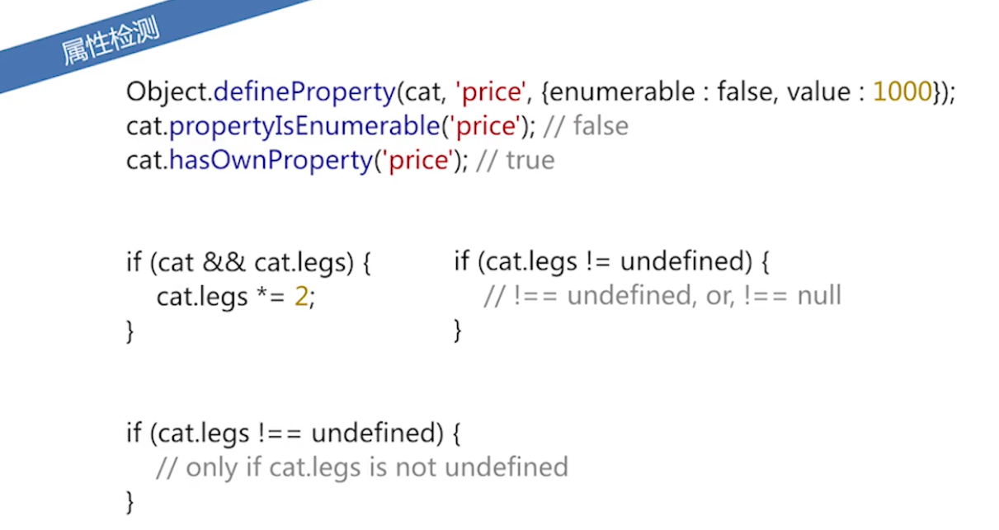 属性检测
Object.defineProperty(cat, 'price', {enumerable : false, value : 1000});
cat.propertyIsEnumerable('price'); // false
cat.hasOwnProperty('price'); // true
if (cat && cat.legs) {
cat.legs *= 2;
}
if (cat.legs != undefined) {
// !== undefined, or, !== null
}
if (cat.legs !== undefined) {
// only if cat.legs is not undefined
}